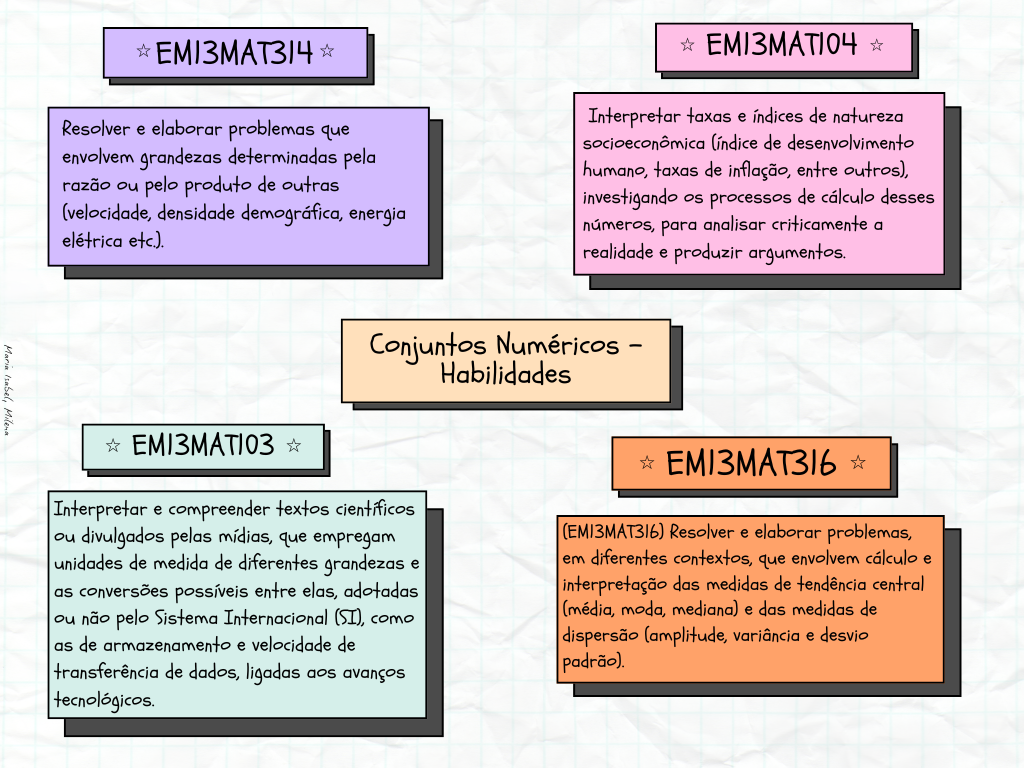 ☆ EM13MAT314 ☆
Resolver e elaborar problemas que
envolvem grandezas determinadas pela
razão ou pelo produto de outras
(velocidade, densidade demográfica, energia
elétrica etc.).
☆ EM13MAT104 ☆
Interpretar taxas e índices de natureza
socioeconômica (índice de desenvolvimento
humano, taxas de inflação, entre outros),
investigando os processos de cálculo desses
números, para analisar criticamente a
realidade e produzir argumentos.
Conjuntos Numéricos -
Habilidades
Maria Isabel, Milena
☆ EM13MAT103 ☆
Interpretar e compreender textos científicos
ou divulgados pelas mídias, que empregam
unidades de medida de diferentes grandezas e
as conversões possíveis entre elas, adotadas
ou não pelo Sistema Internacional (SI), como
as de armazenamento e velocidade de
transferência de dados, ligadas aos avanços
tecnológicos.
☆ EM13MAT316 ☆
(EM13MAT316) Resolver e elaborar problemas,
em diferentes contextos, que envolvem cálculo e
interpretação das medidas de tendência central
(média, moda, mediana) e das medidas de
dispersão (amplitude, variância e desvio
padrão).